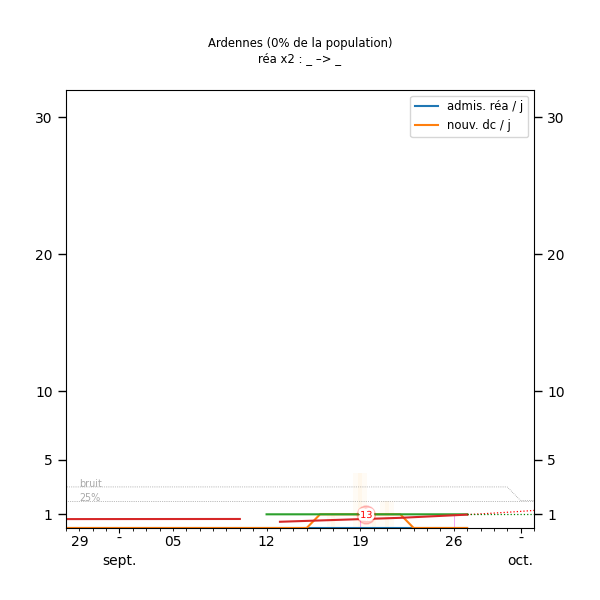 Ardennes (0% de la population)
réa x2 : _ –> _
admis. réa / j
nouv. dc / j
30 30
20 20
10 10
5 5
bruit
25%
1 13 1
29 - 05 12 19 26 -
sept. oct.